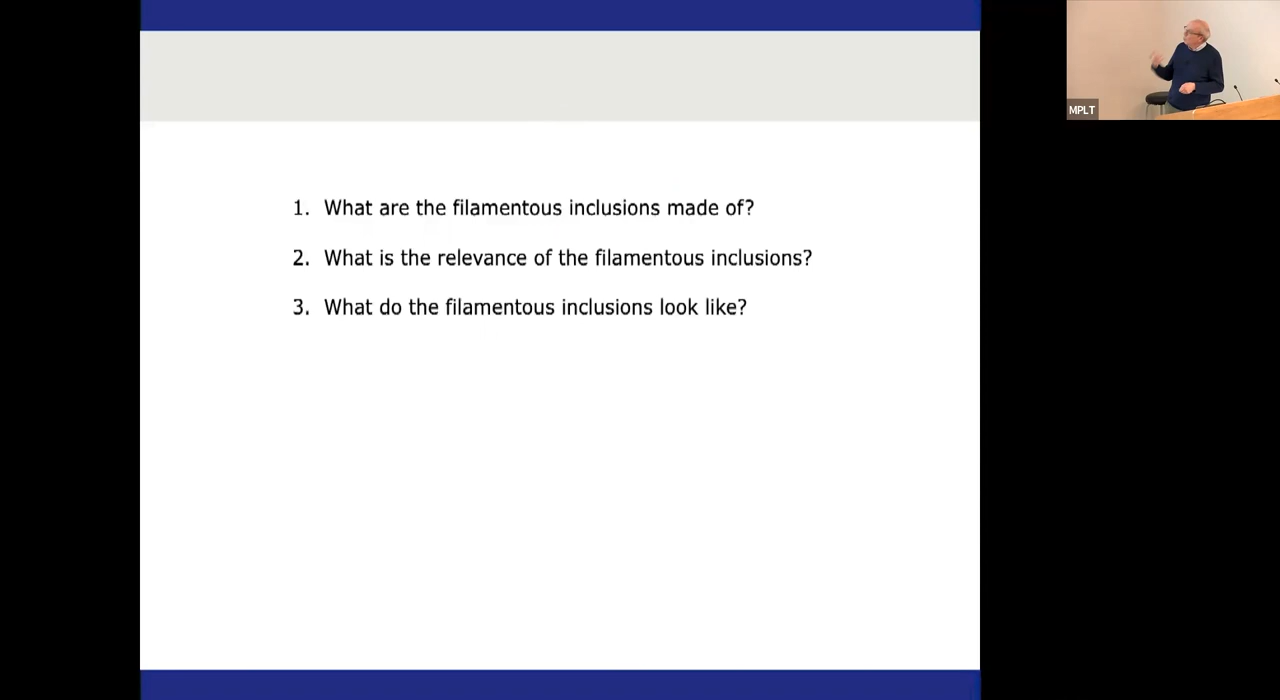 MPLT
1. What are the filamentous inclusions made of?
2. What is the relevance of the filamentous inclusions?
3. What do the filamentous inclusions look like?